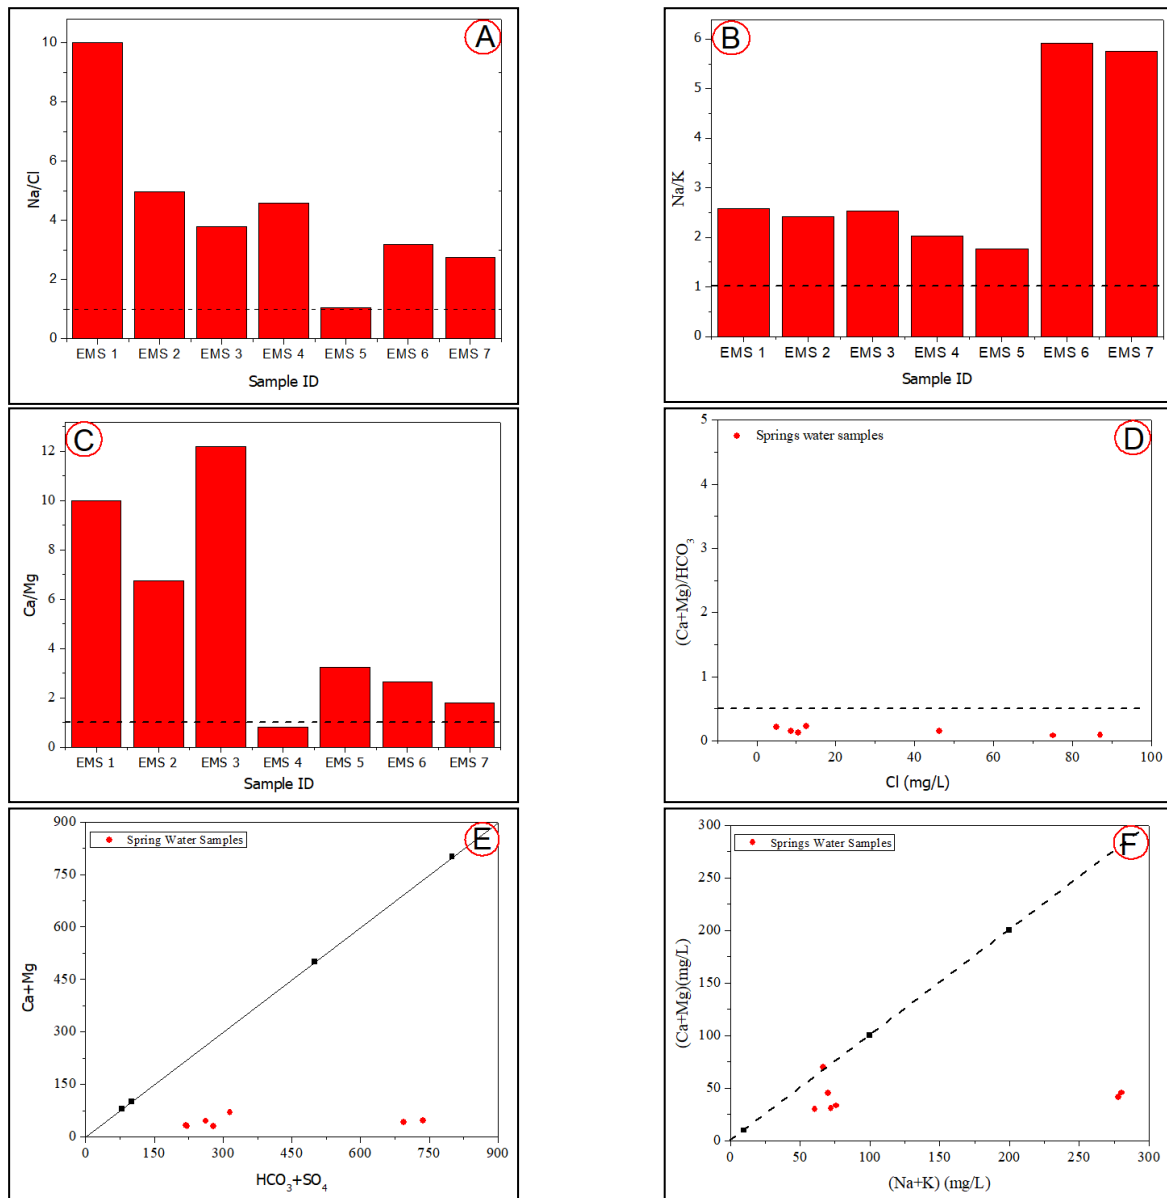 A
Na/Cl
10
8
6
4
2
0
EMS 1 EMS 2 EMS 3 EMS 4 EMS 5 EMS 6 EMS 7
Sample ID
B
Na/K
6
5
4
3
2
1
0
EMS 1 EMS 2 EMS 3 EMS 4 EMS 5 EMS 6 EMS 7
Sample ID
C
Ca/Mg
12
10
8
6
4
2
0
EMS 1 EMS 2 EMS 3 EMS 4 EMS 5 EMS 6 EMS 7
Sample ID
D
Springs water samples
(Ca+Mg)/HCO₃
5
4
3
2
1
0
0 20 40 60 80 100
Cl (mg/L)
E
Spring Water Samples
Ca+Mg
900
750
600
450
300
150
0
0 150 300 450 600 750 900
HCO₃+SO₄
F
Springs Water Samples
(Ca+Mg)(mg/L)
300
250
200
150
100
50
0
0 50 100 150 200 250 300
(Na+K) (mg/L)